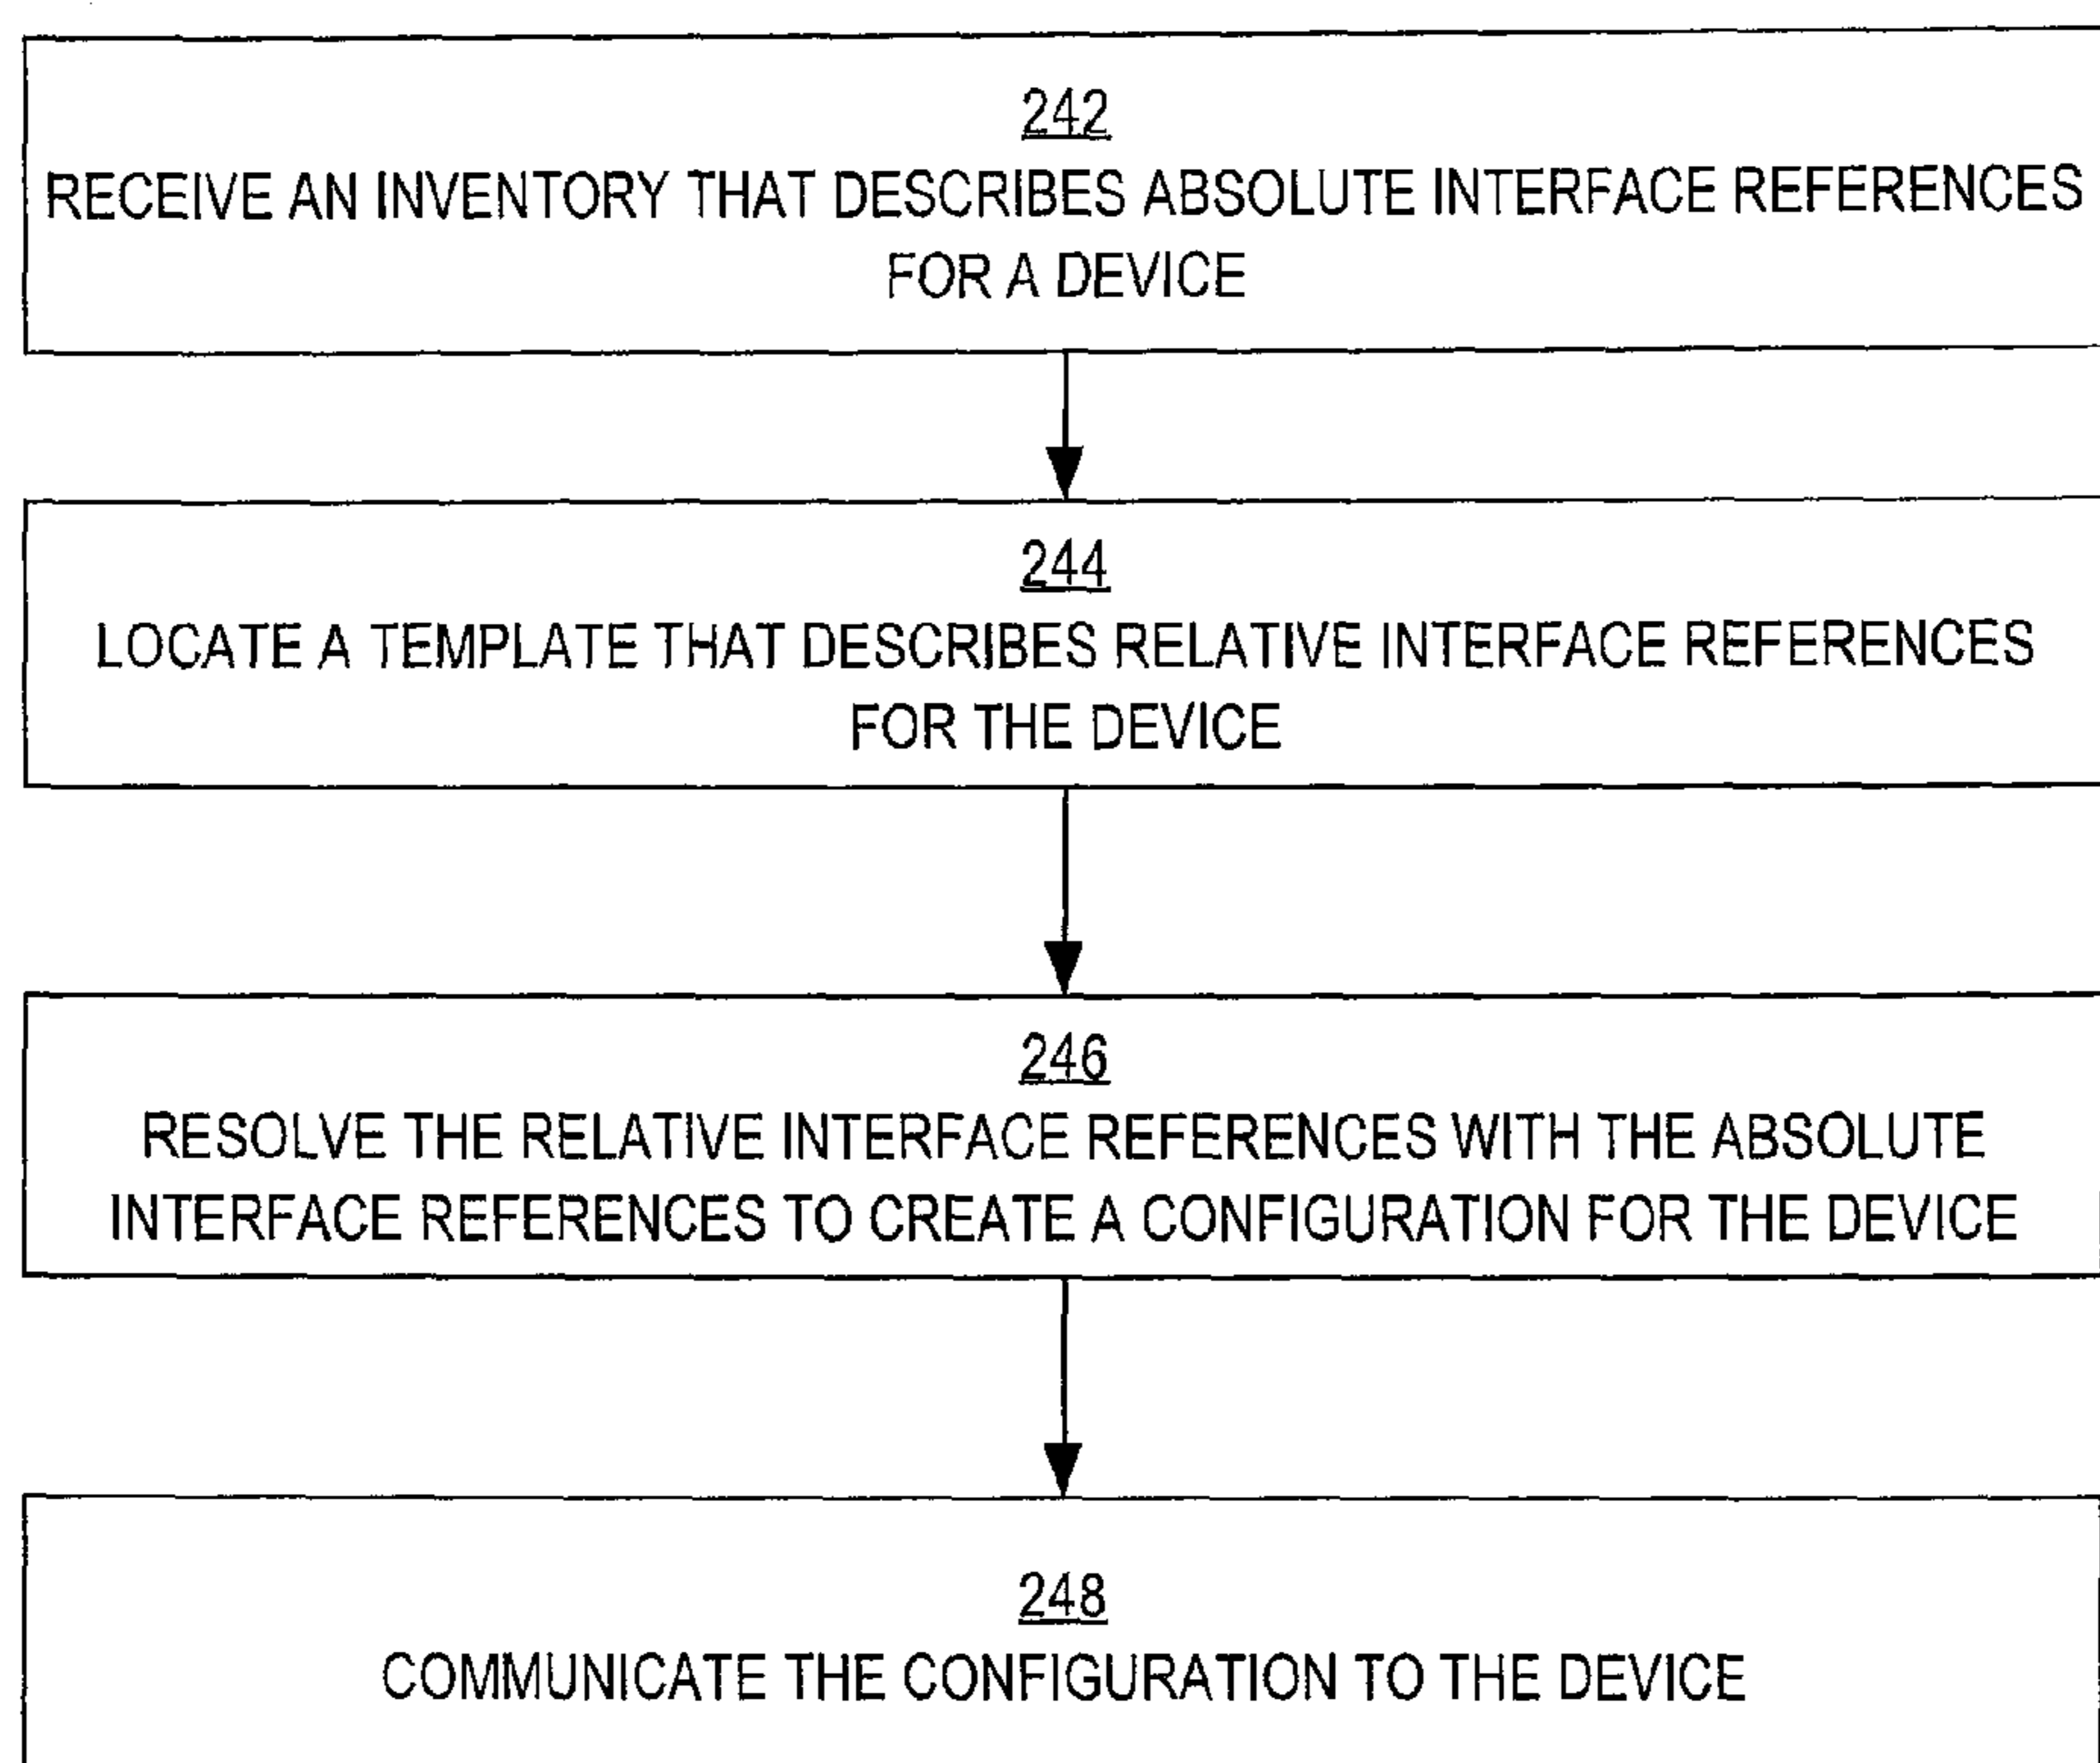 242
RECEIVE AN INVENTORY THAT DESCRIBES ABSOLUTE INTERFACE REFERENCES
FOR A DEVICE
244
LOCATE A TEMPLATE THAT DESCRIBES RELATIVE INTERFACE REFERENCES
FOR THE DEVICE
246
RESOLVE THE RELATIVE INTERFACE REFERENCES WITH THE ABSOLUTE
INTERFACE REFERENCES TO CREATE A CONFIGURATION FOR THE DEVICE
248
COMMUNICATE THE CONFIGURATION TO THE DEVICE